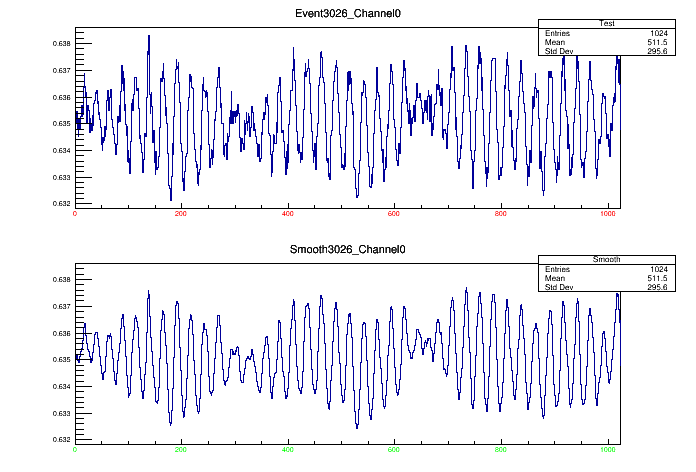 Event3026_Channel0
Test
Entries 1024
Mean 511.5
Std Dev 295.6
0.638
0.637
0.636
0.635
0.634
0.633
0.632
0 200 400 600 800 1000
Smooth3026_Channel0
Smooth
Entries 1024
Mean 511.5
Std Dev 295.6
0.638
0.637
0.636
0.635
0.634
0.633
0.632
0 200 400 600 800 1000